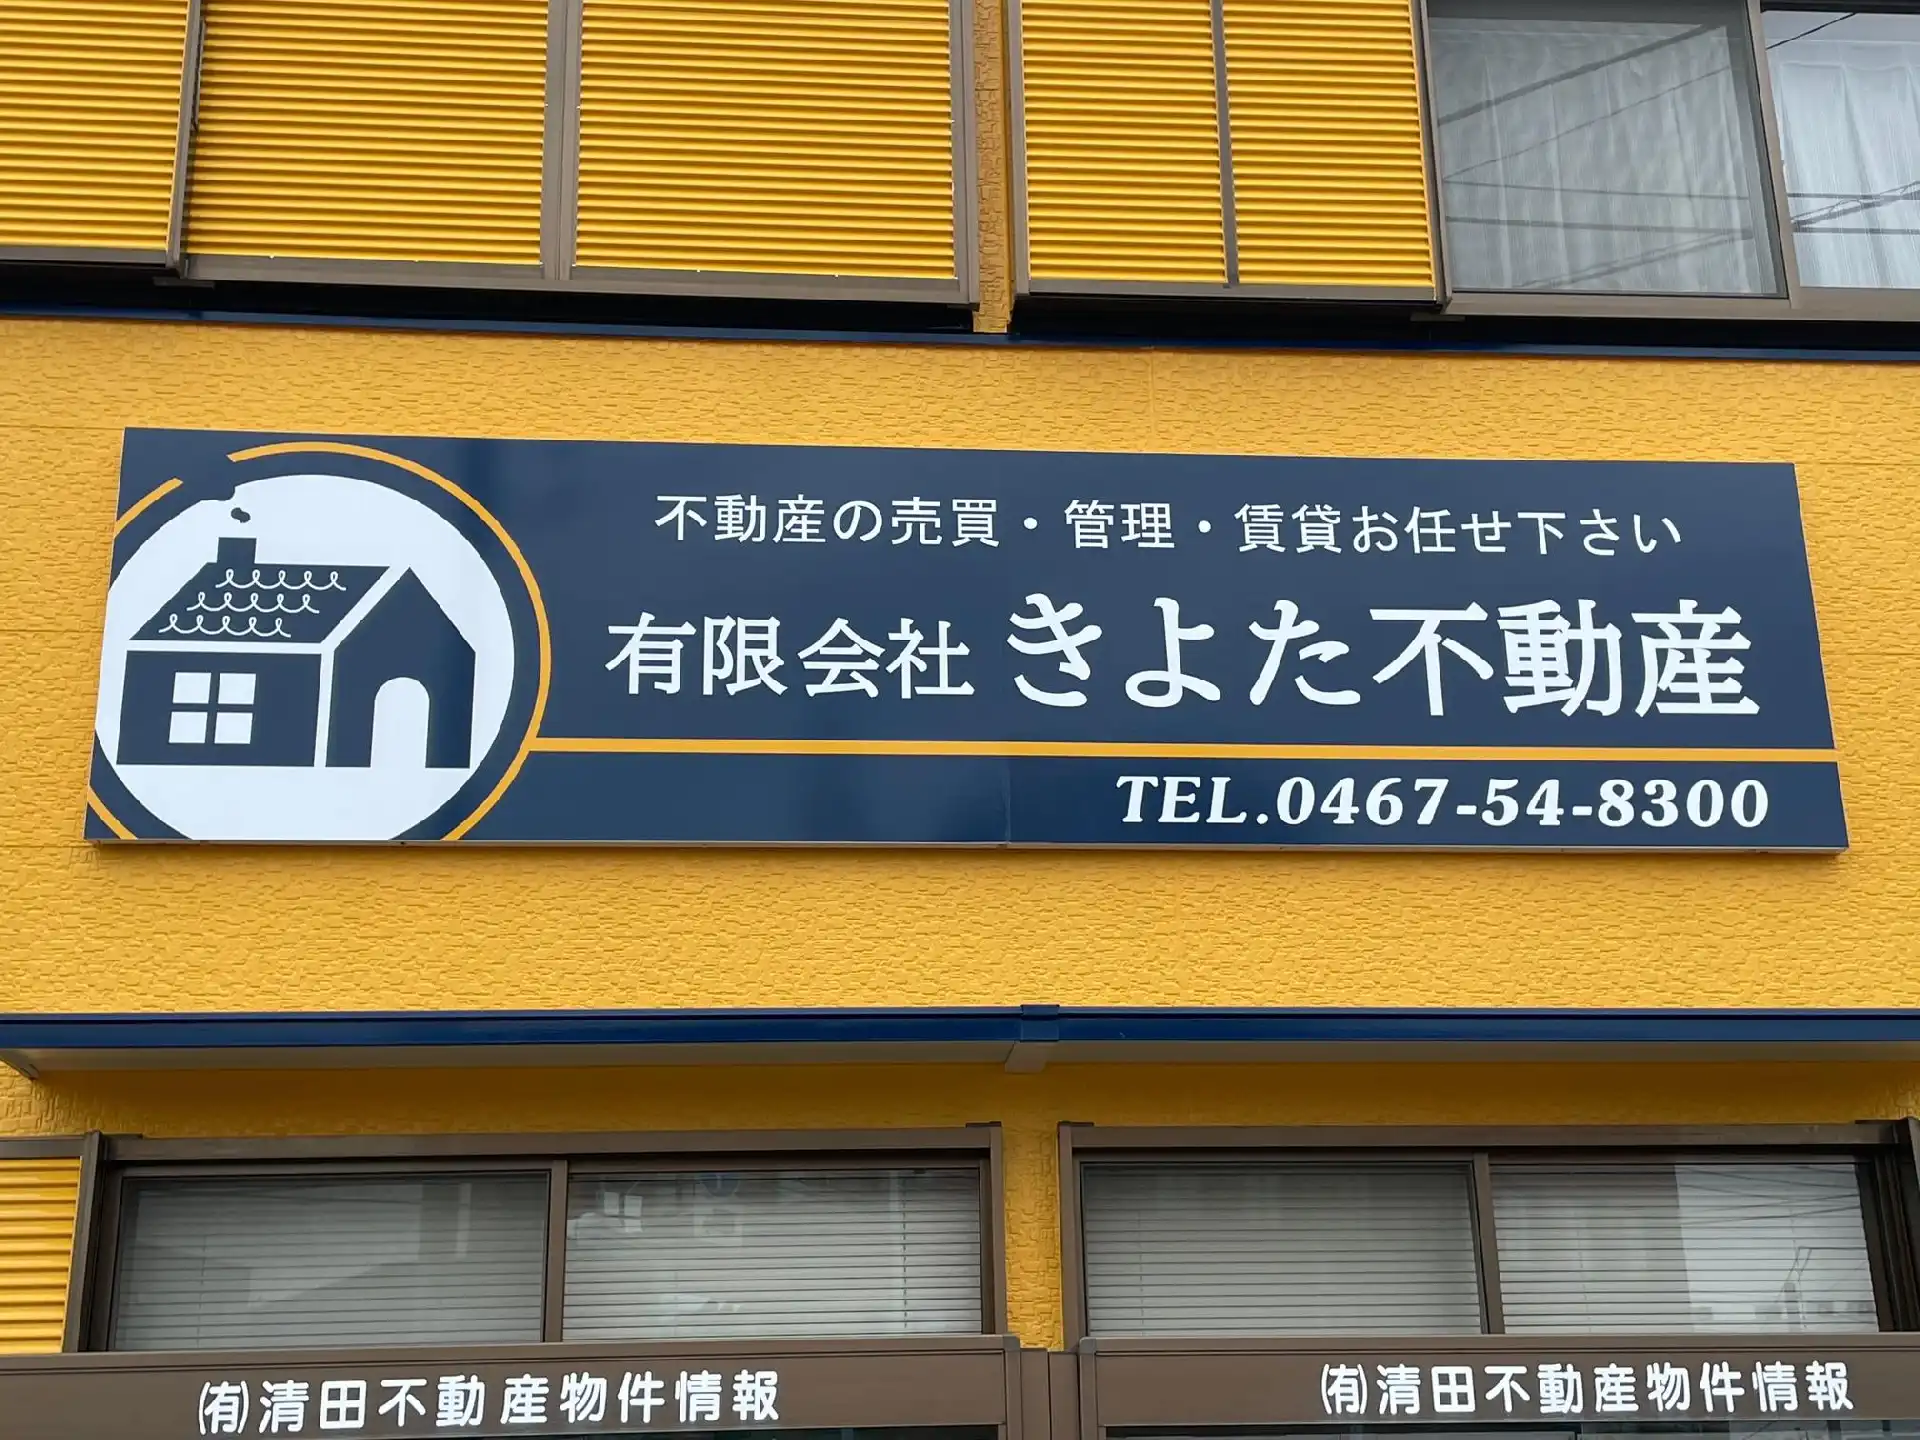 不動産の売買・管理・賃貸お任せ下さい
有限会社 きよた不動産
TEL.0467-54-8300
㈲清田不動産物件情報
㈲清田不動産物件情報